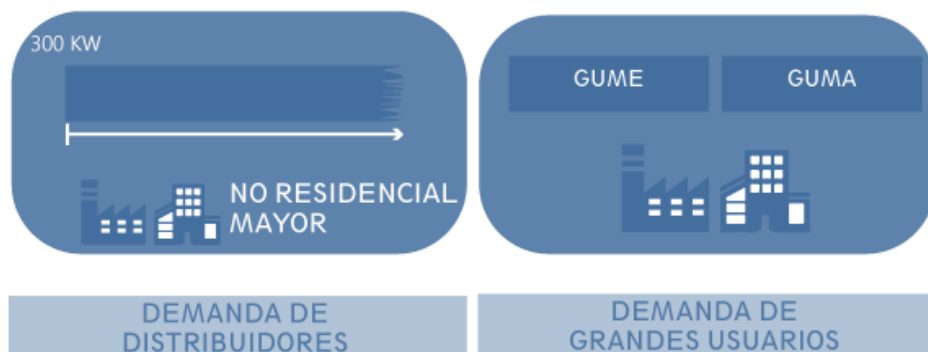 300 KW
NO RESIDENCIAL
MAYOR
DEMANDA DE
DISTRIBUIDORES
GUME
GUMA
DEMANDA DE
GRANDES USUARIOS